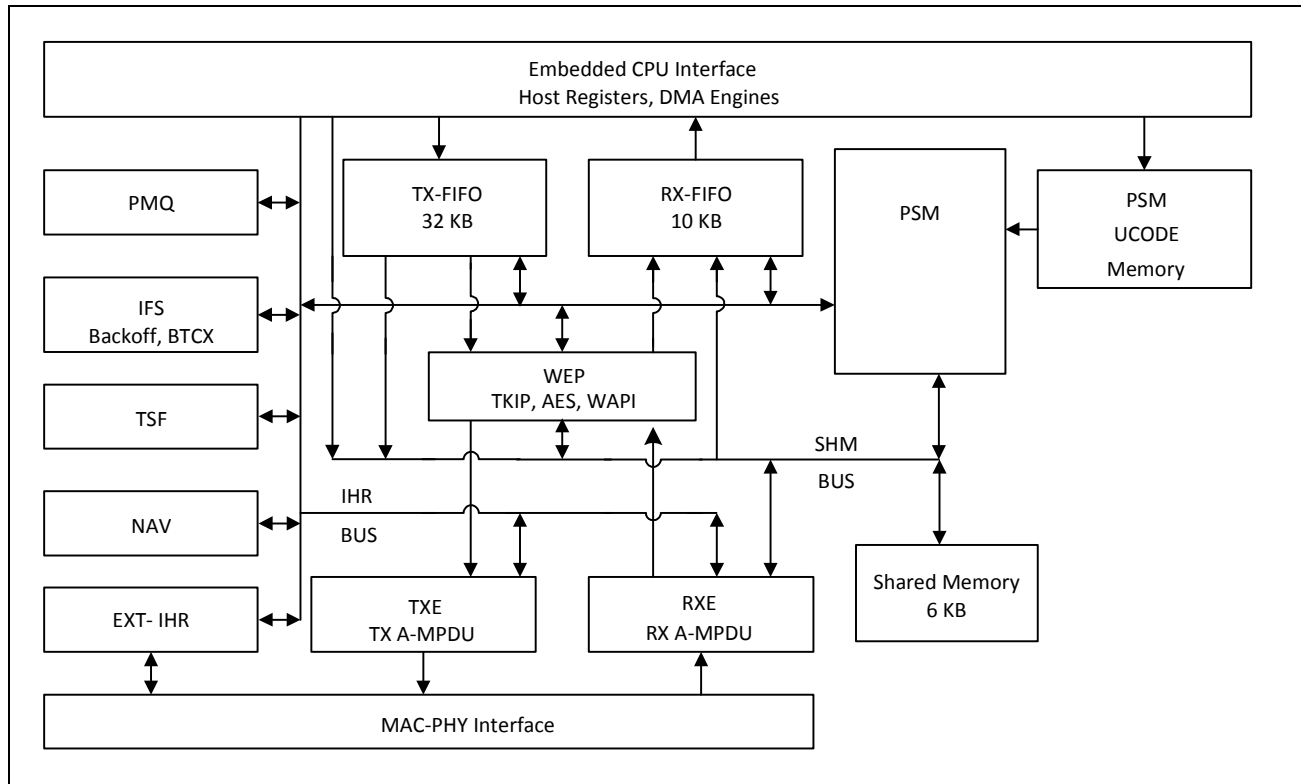 Embedded CPU Interface
Host Registers, DMA Engines
TX-FIFO
32 KB
RX-FIFO
10 KB
PSM
PSM
UCODE
Memory
PMQ
IFS
Backoff, BTCX
WEP
TKIP, AES, WAPI
TSF
SHM
BUS
IHR
BUS
NAV
Shared Memory
6 KB
EXT- IHR
TXE
TX A-MPDU
RXE
RX A-MPDU
MAC-PHY Interface